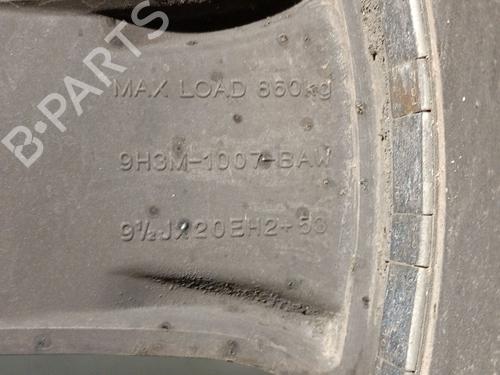 B-PARTS
MAX LOAD 860kg
9H3M-1007-BAW
9½JX20EH2+53